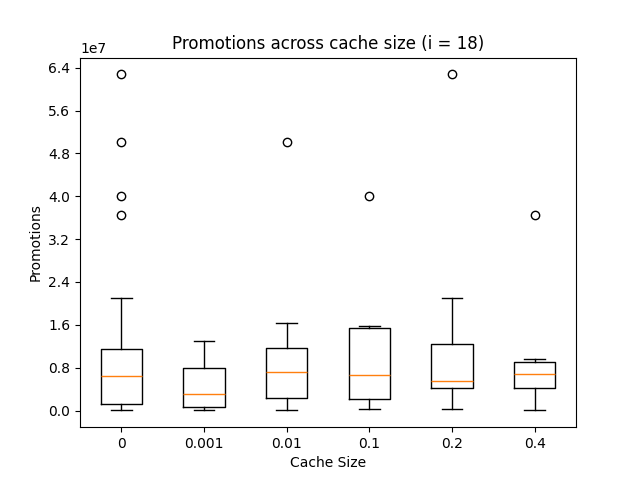 Promotions across cache size (i = 18)
1e7
6.4
5.6
4.8
4.0
3.2
2.4
1.6
0.8
0.0
Promotions
0 0.001 0.01 0.1 0.2 0.4
Cache Size